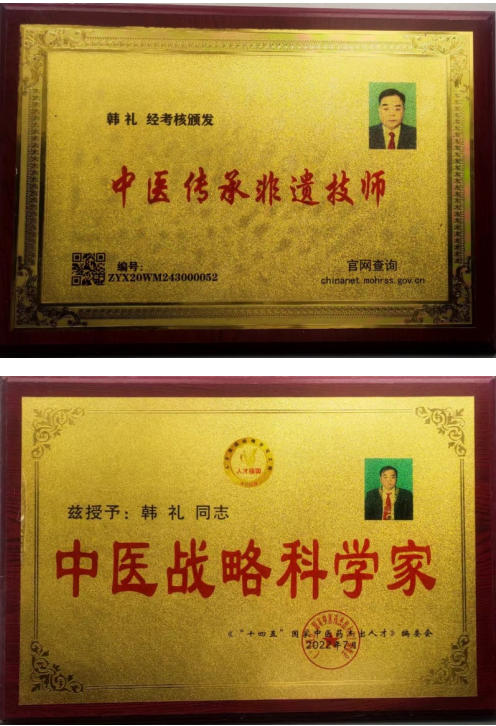 韩 礼 经考核颁发
中医传承非遗技师
编号:
ZYX20WM243000052
官网查询
chinanet.mohrss.gov.cn
人才强国
兹授予: 韩 礼 同志
中医战略科学家
《“十四五”国家中医药杰出人才》编委会
2022年7月